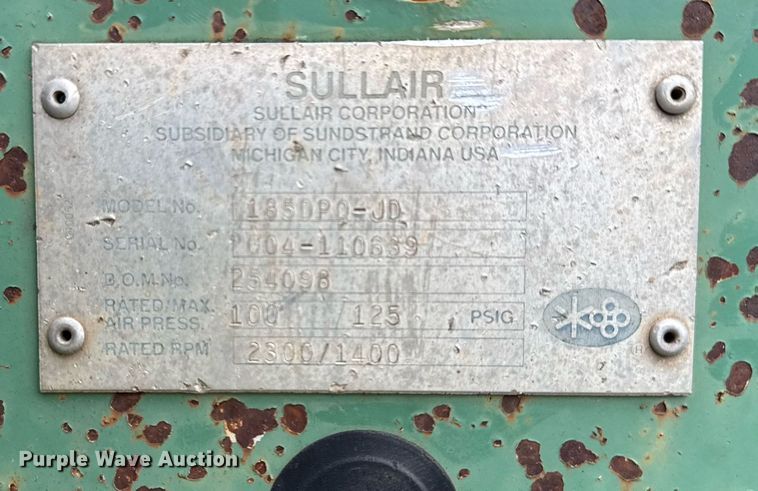 SULLAIR
SULLAIR CORPORATION
SUBSIDIARY OF SUNDSTRAND CORPORATION
MICHIGAN CITY, INDIANA USA
MODEL No. 185DPQ-JD
SERIAL No.
B.O.M. No. 254098
RATED/MAX. AIR PRESS. 100 125 PSIG
RATED RPM 2300/1400
Purple Wave Auction